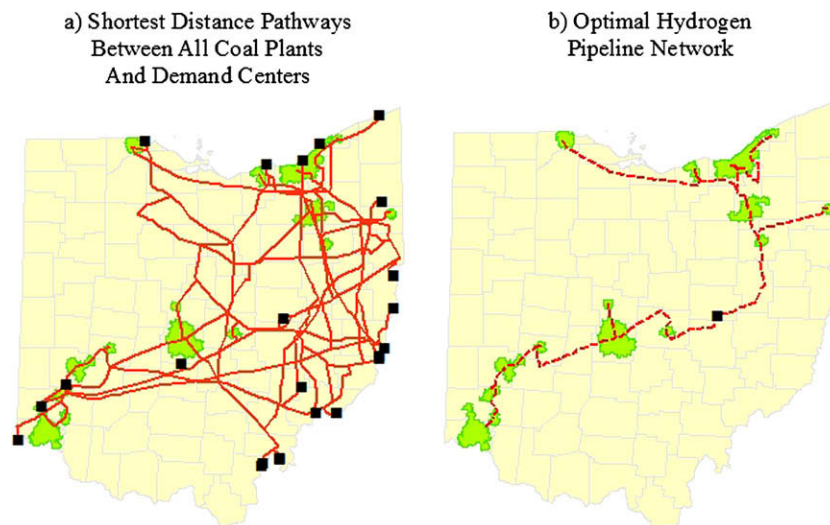 a) Shortest Distance Pathways
Between All Coal Plants
And Demand Centers
b) Optimal Hydrogen
Pipeline Network